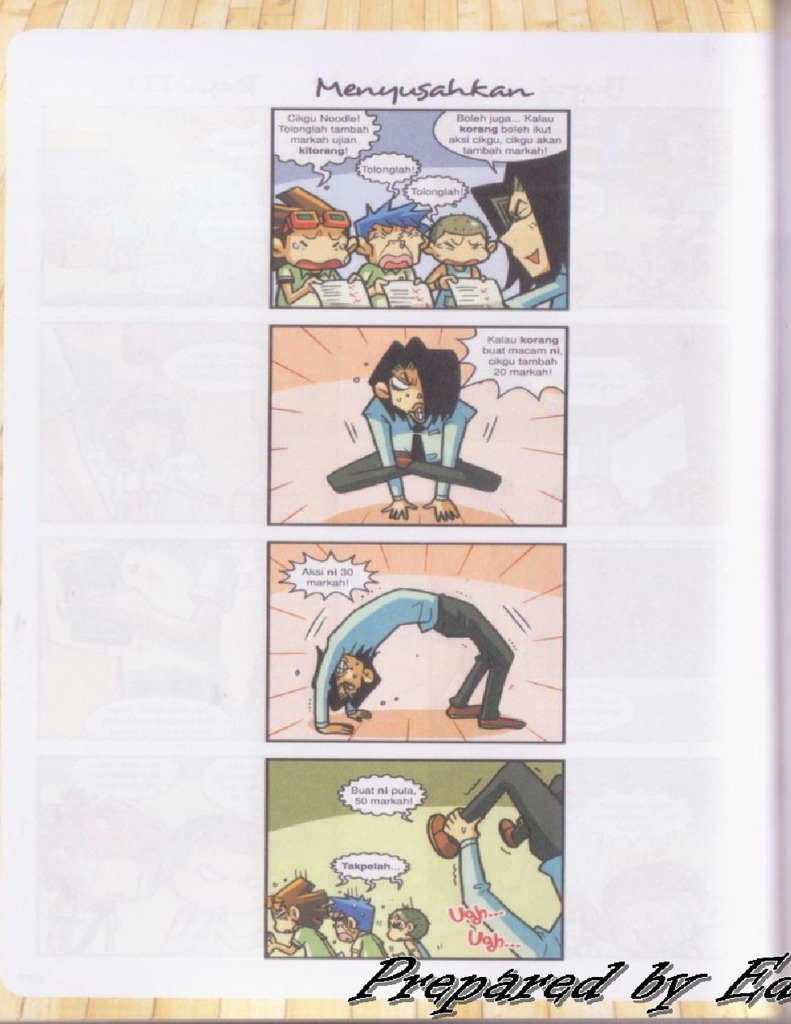 Menyusahkan
Cikgu Noodle!
Tolonglah tambah
markah ujian
kitorang!
Tolonglah!
Tolonglah!
Boleh juga... Kalau
korang boleh ikut
aksi cikgu, cikgu akan
tambah markah!
Kalau korang
buat macam ni,
cikgu tambah
20 markah!
Aksi ni 30
markah!
Buat ni pula,
50 markah!
Takpelah...
Ugh...
Ugh...
Prepared by Ed